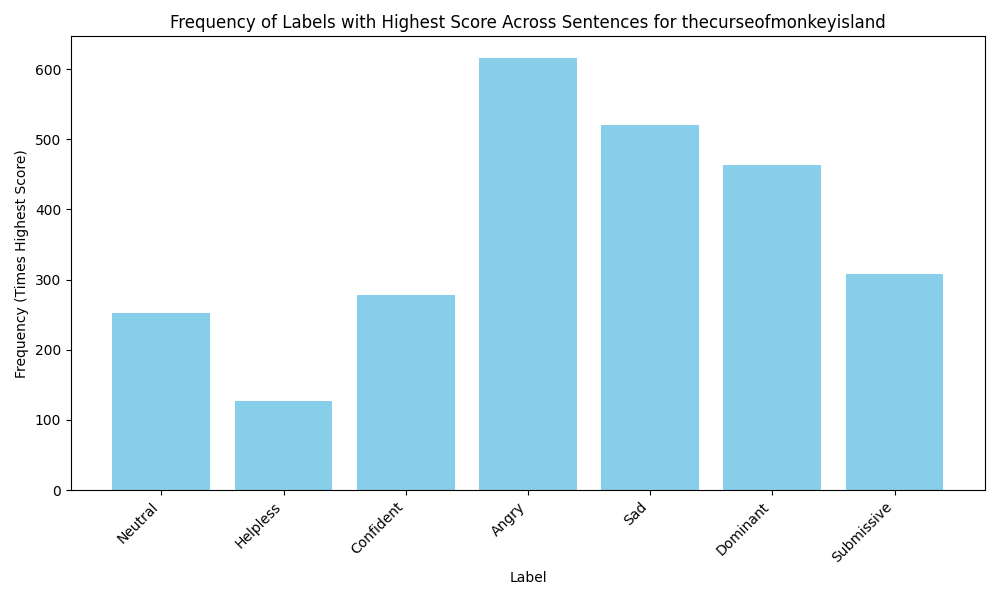 Frequency of Labels with Highest Score Across Sentences for thecurseofmonkeyisland
Frequency (Times Highest Score)
600
500
400
300
200
100
0
Neutral
Helpless
Confident
Angry
Sad
Dominant
Submissive
Label